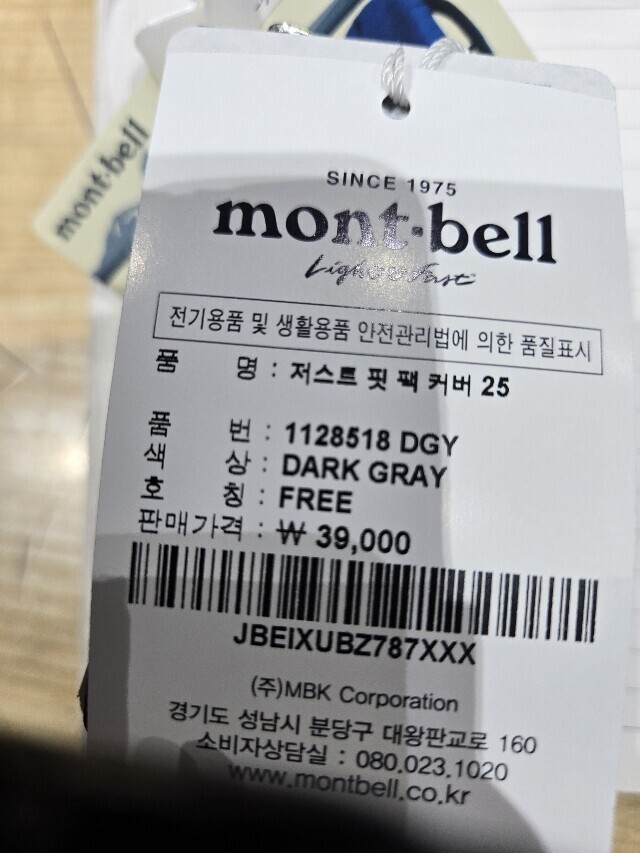 mont-bell
SINCE 1975
mont-bell
Light & Fast
전기용품 및 생활용품 안전관리법에 의한 품질표시
품 명 : 저스트 핏 팩 커버 25
품 번 : 1128518 DGY
색 상 : DARK GRAY
호 칭 : FREE
판매가격 : ₩ 39,000
JBEIXUBZ787XXX
(주)MBK Corporation
경기도 성남시 분당구 대왕판교로 160
소비자상담실 : 080.023.1020
www.montbell.co.kr